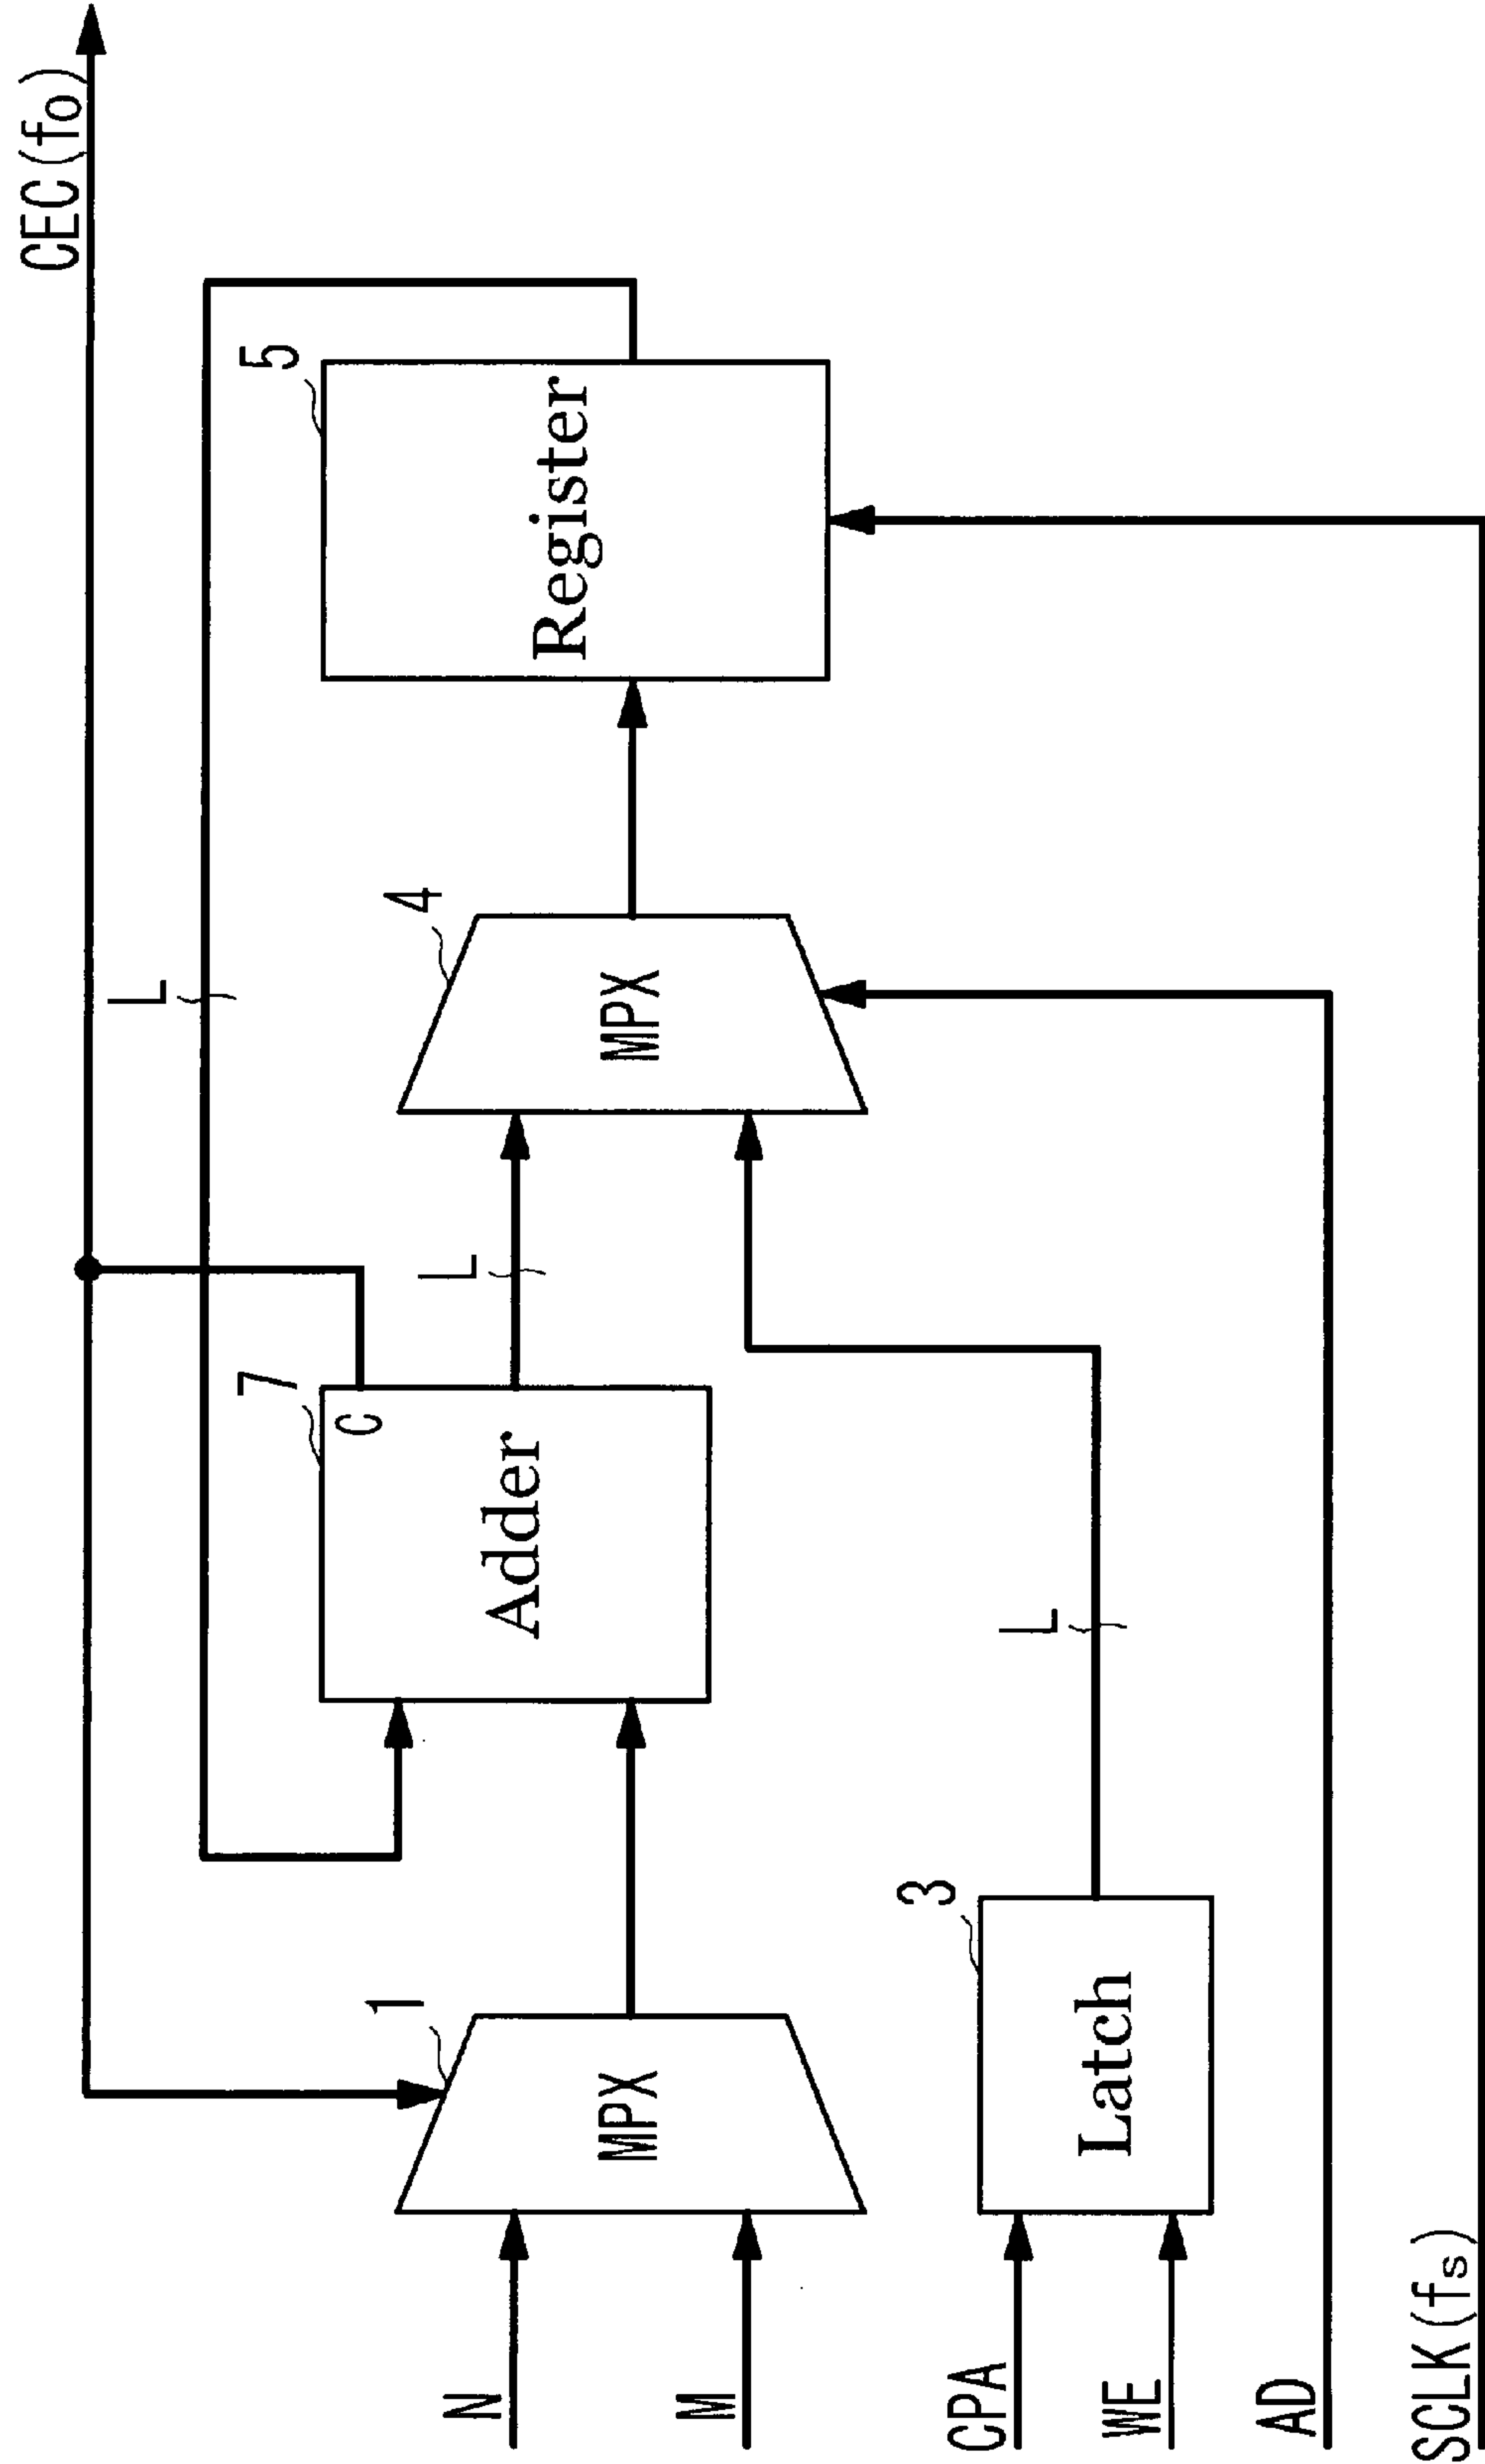 CEC(fo)
L
5
Register
4
MPX
7
C
Adder
L
L
1
MPX
3
Latch
N
M
CPA
WE
AD
SCLK(fs)